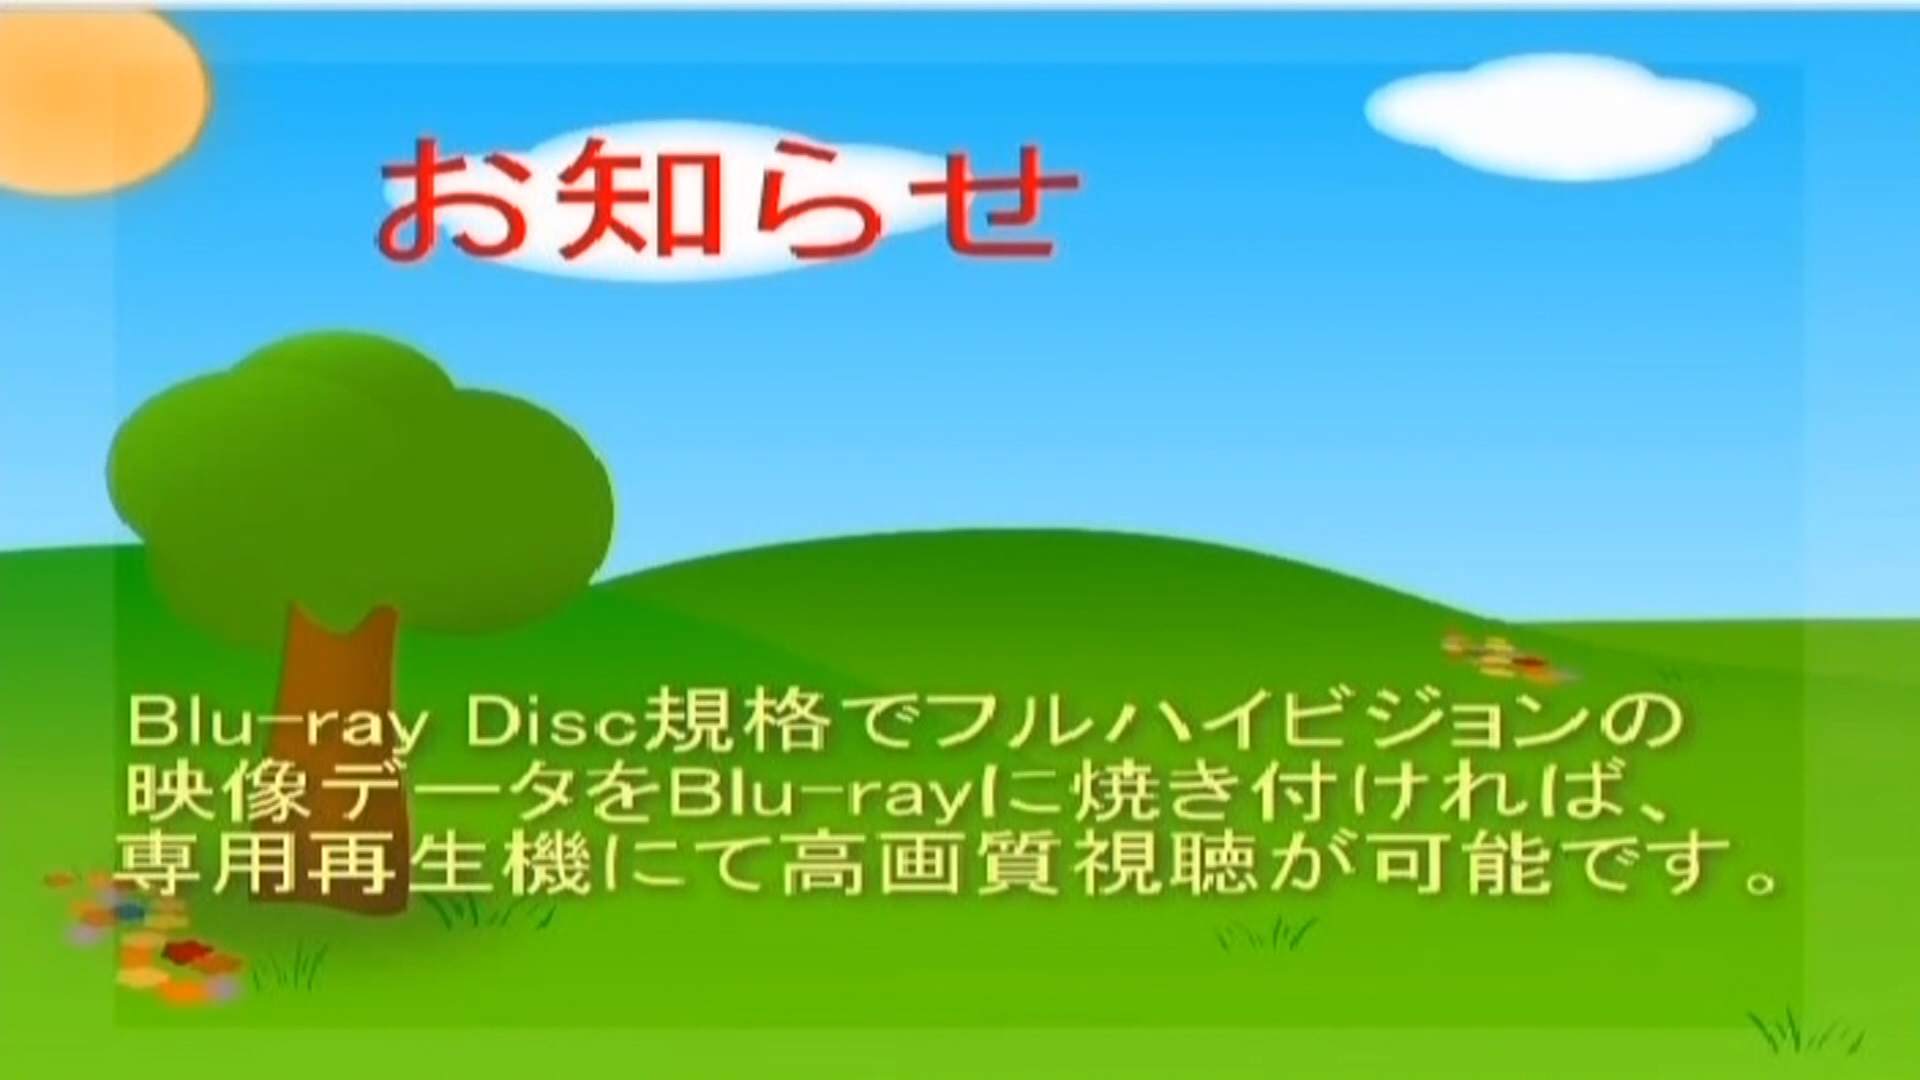 お知らせ
Blu-ray Disc規格でフルハイビジョンの
映像データをBlu-rayに焼き付ければ、
専用再生機にて高画質視聴が可能です。